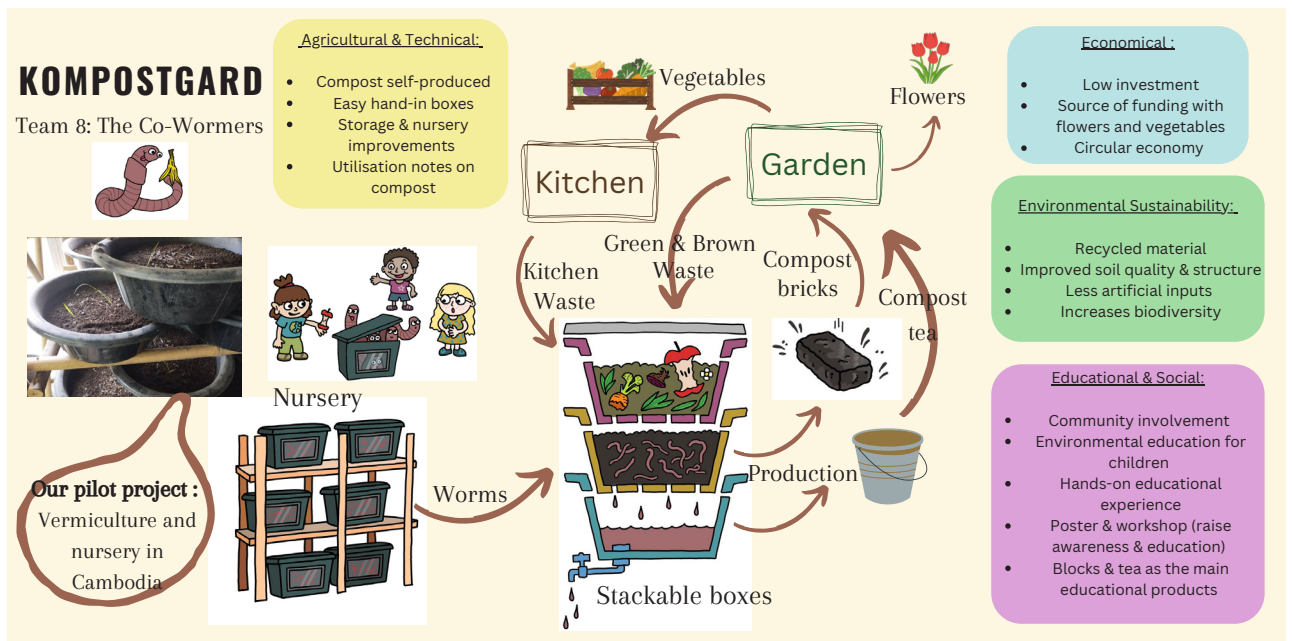 KOMPOSTGARD
Team 8: The Co-Wormers
Agricultural & Technical:
Compost self-produced
Easy hand-in boxes
Storage & nursery
improvements
Utilisation notes on
compost
Vegetables
Flowers
Kitchen
Garden
Kitchen
Waste
Green & Brown
Waste
Compost
bricks
Compost
tea
Nursery
Our pilot project :
Vermiculture and
nursery in
Cambodia
Worms
Production
Stackable boxes
Economical :
Low investment
Source of funding with
flowers and vegetables
Circular economy
Environmental Sustainability:
Recycled material
Improved soil quality & structure
Less artificial inputs
Increases biodiversity
Educational & Social:
Community involvement
Environmental education for
children
Hands-on educational
experience
Poster & workshop (raise
awareness & education)
Blocks & tea as the main
educational products